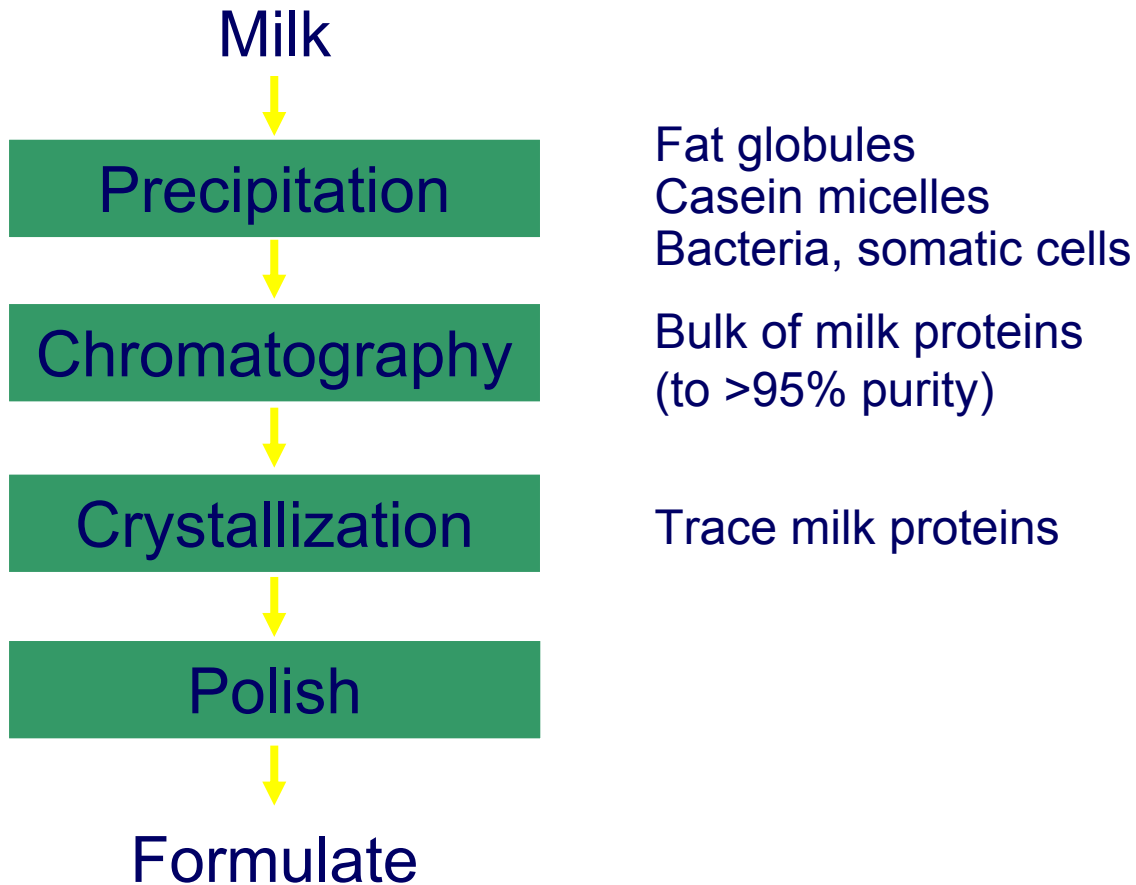 Milk
Precipitation
Fat globules
Casein micelles
Bacteria, somatic cells
Chromatography
Bulk of milk proteins
(to >95% purity)
Crystallization
Trace milk proteins
Polish
Formulate